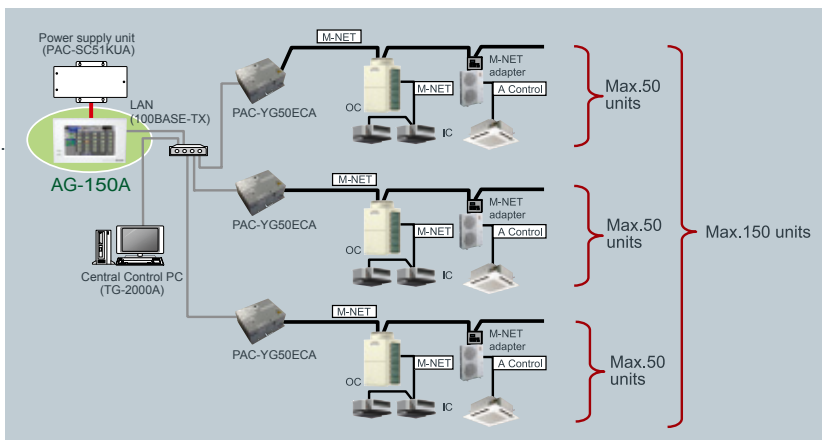 Power supply unit
(PAC-SC51KUA)
LAN
(100BASE-TX)
AG-150A
Central Control PC
(TG-2000A)
PAC-YG50ECA
M-NET
OC
M-NET
IC
M-NET
adapter
A Control
Max.50
units
PAC-YG50ECA
M-NET
OC
M-NET
IC
M-NET
adapter
A Control
Max.50
units
Max.150 units
PAC-YG50ECA
M-NET
OC
M-NET
IC
M-NET
adapter
A Control
Max.50
units